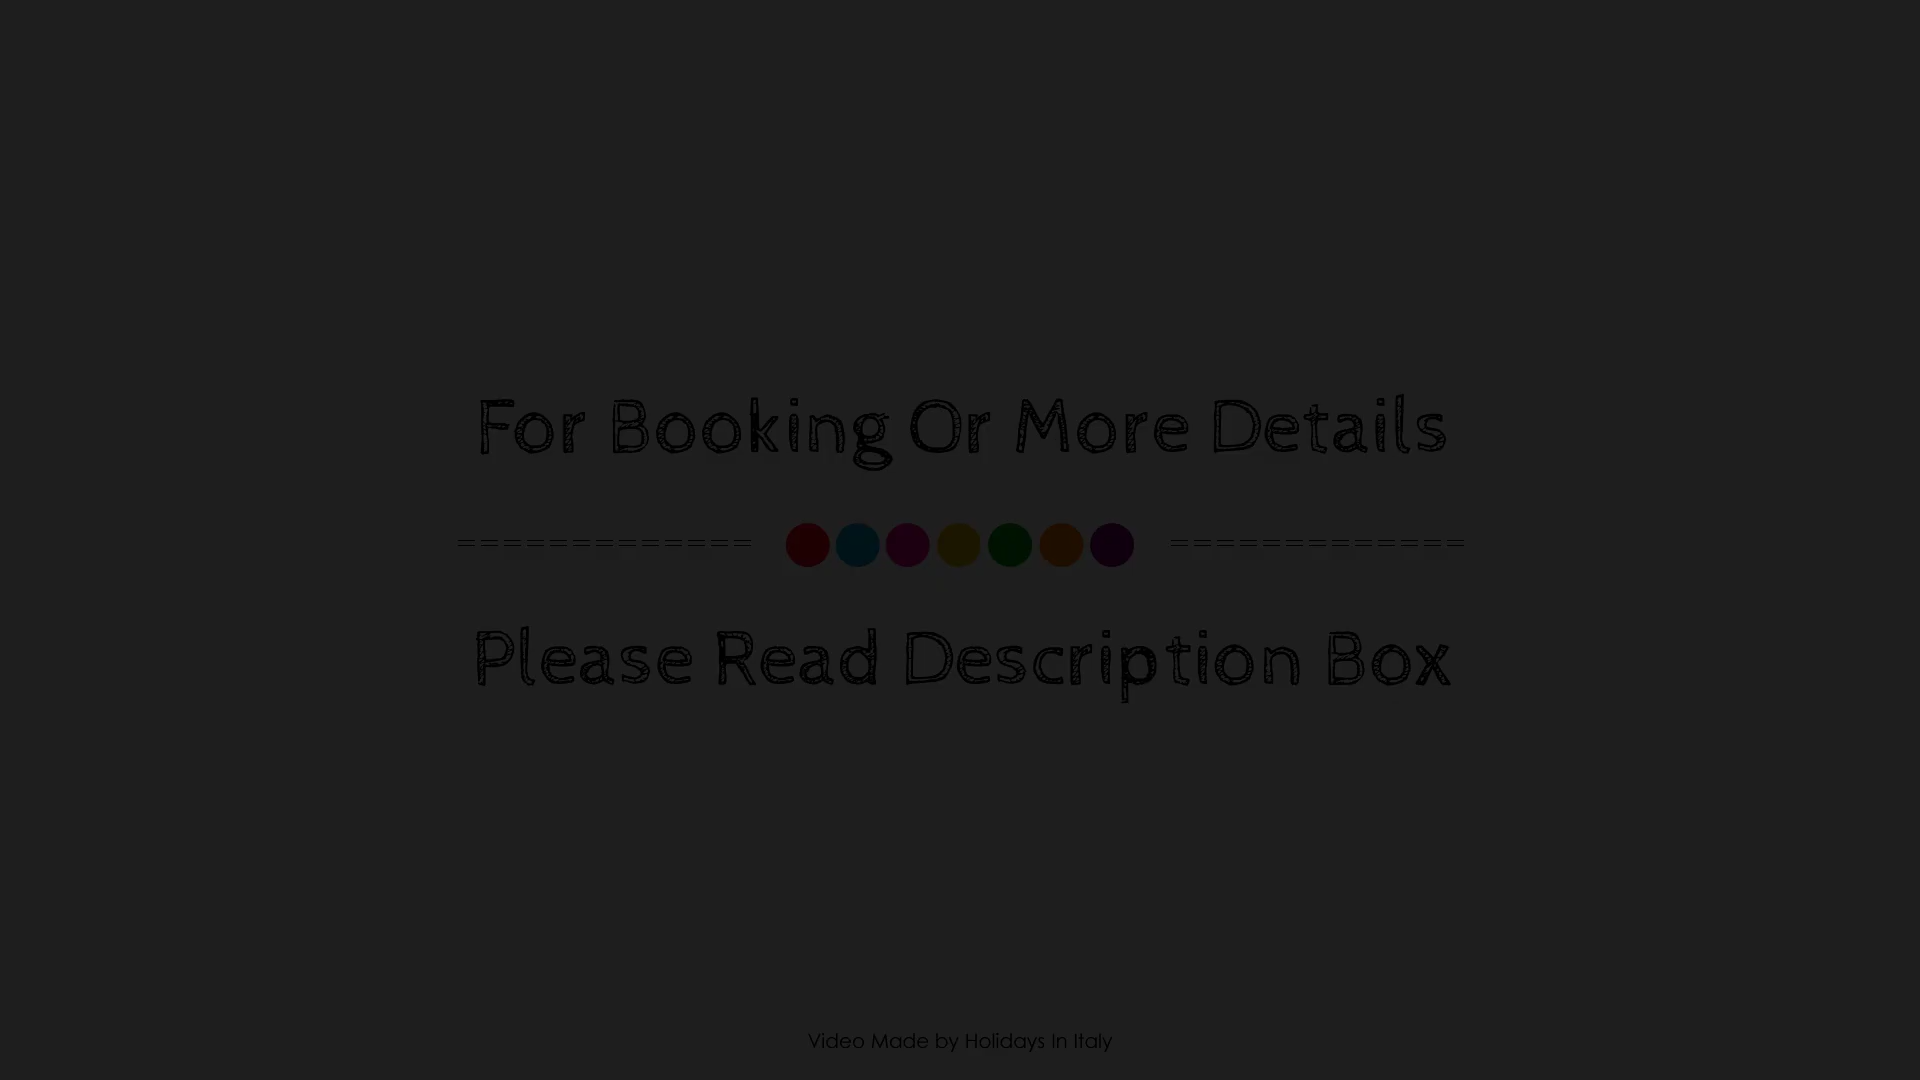 For Booking Or More Details
============= =============
Please Read Description Box
Video Made by Holidays In Italy